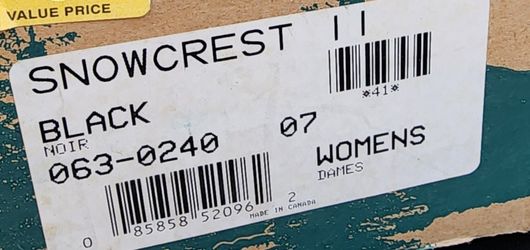 VALUE PRICE
SNOWCREST II
*41*
BLACK
NOIR
063-0240 07
WOMENS
DAMES
0 85858 52096 2
MADE IN CANADA